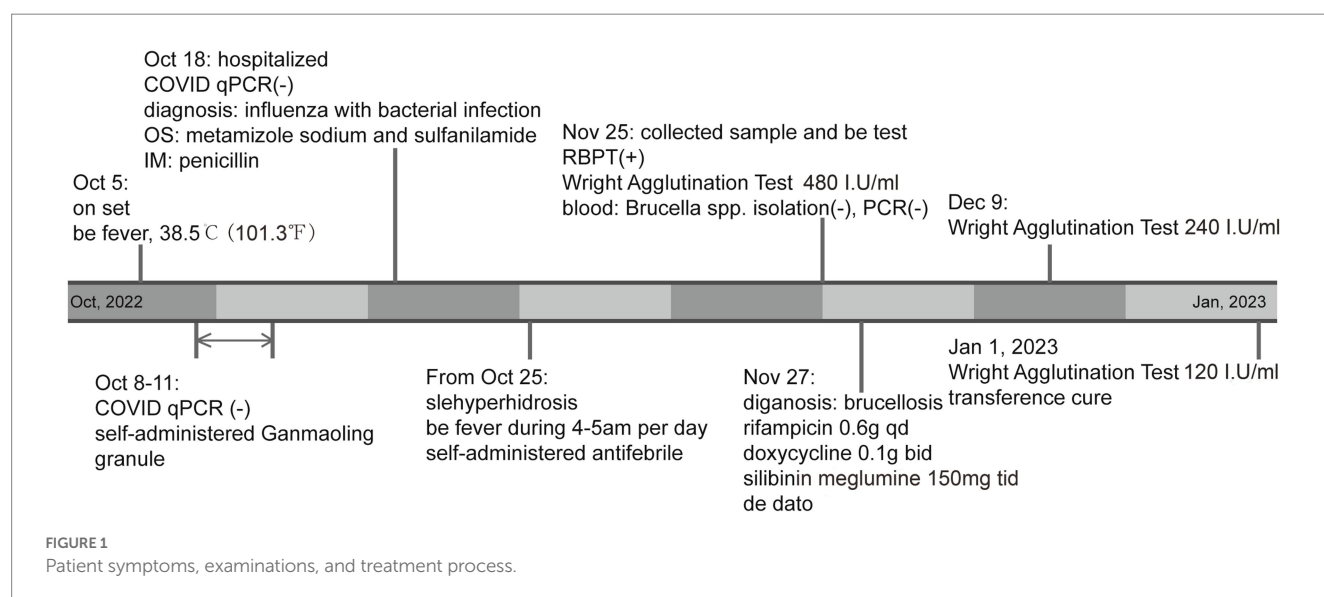 Oct 18: hospitalized
COVID qPCR(-)
diagnosis: influenza with bacterial infection
OS: metamizole sodium and sulfanilamide
IM: penicillin
Oct 5:
on set
be fever, 38.5℃ (101.3℉)
Nov 25: collected sample and be test
RBPT(+)
Wright Agglutination Test 480 I.U/ml
blood: Brucella spp. isolation(-), PCR(-)
Dec 9:
Wright Agglutination Test 240 I.U/ml
Oct, 2022
Jan, 2023
Oct 8-11:
COVID qPCR (-)
self-administered Ganmaoling
granule
From Oct 25:
slehyperhidrosis
be fever during 4-5am per day
self-administered antifebrile
Nov 27:
diganosis: brucellosis
rifampicin 0.6g qd
doxycycline 0.1g bid
silibinin meglumine 150mg tid
de dato
Jan 1, 2023
Wright Agglutination Test 120 I.U/ml
transference cure
FIGURE 1
Patient symptoms, examinations, and treatment process.